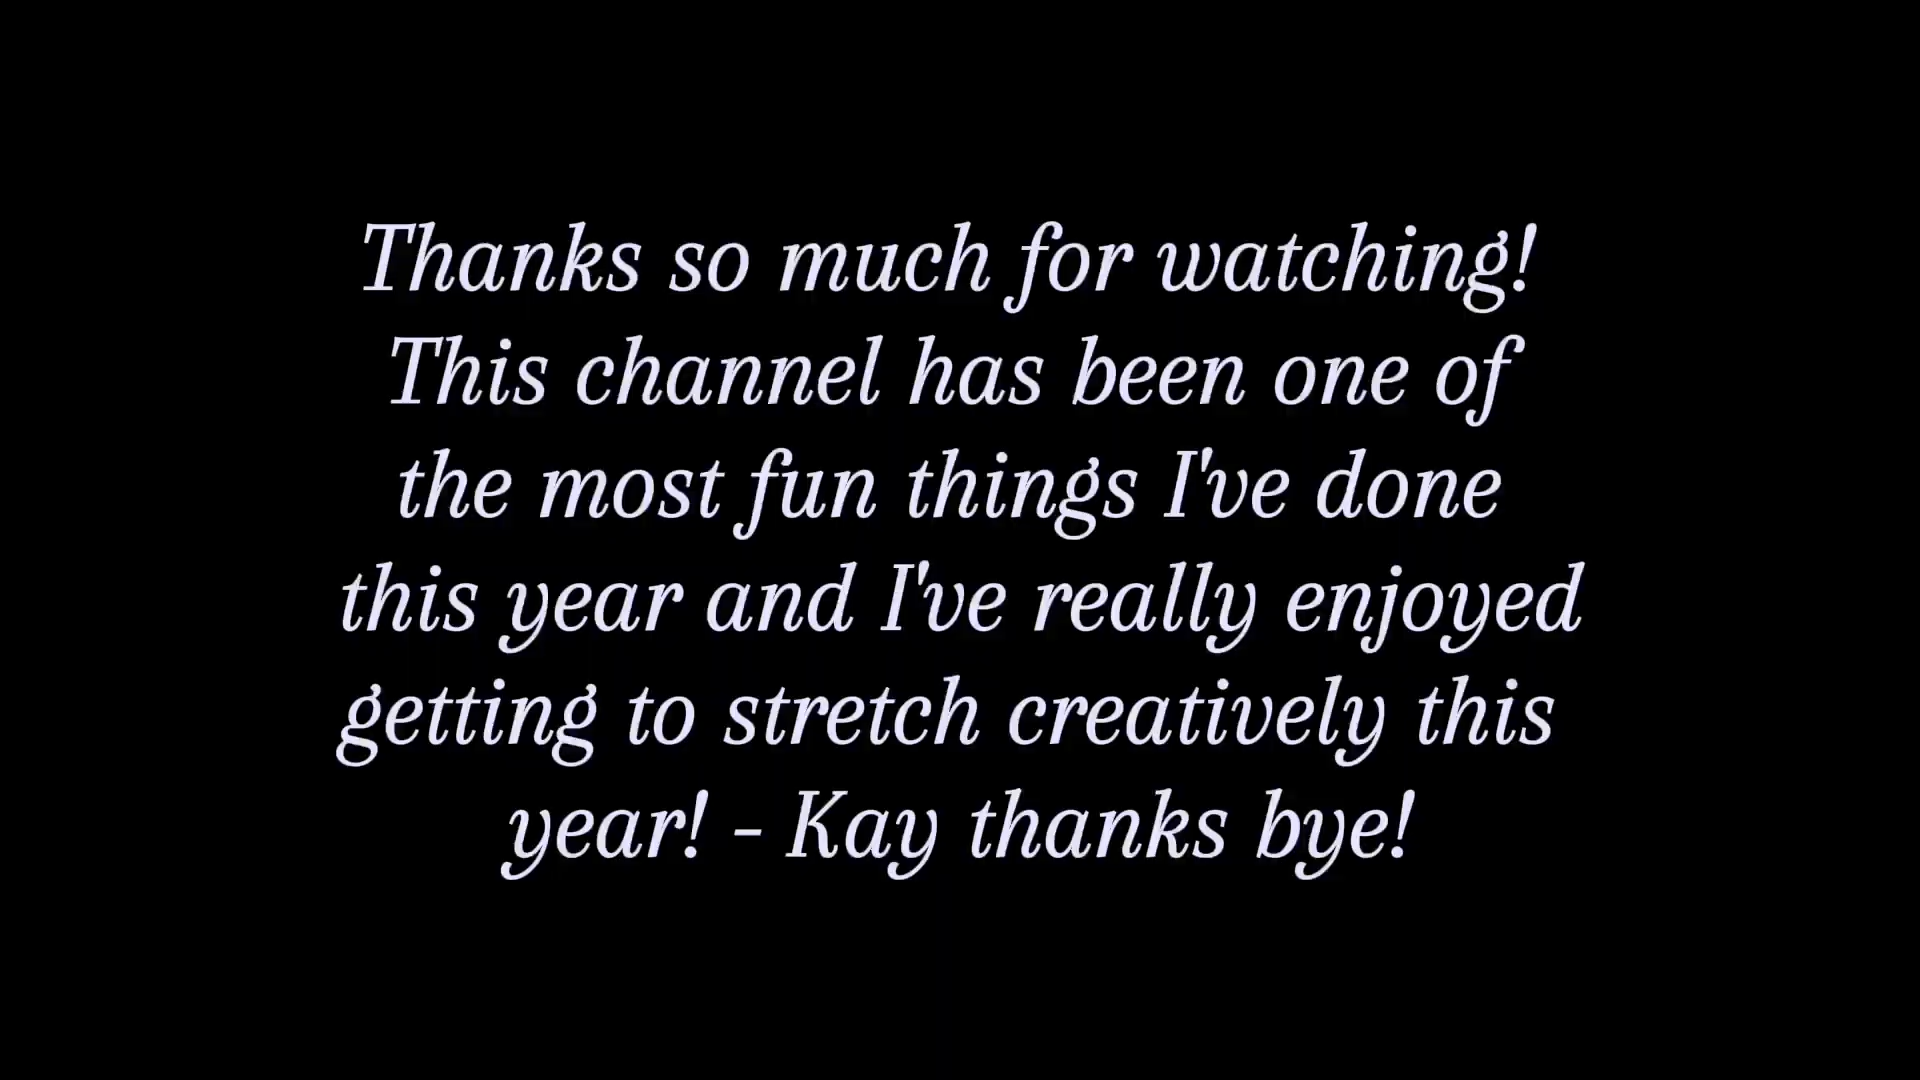 Thanks so much for watching!
This channel has been one of
the most fun things I've done
this year and I've really enjoyed
getting to stretch creatively this
year! - Kay thanks bye!